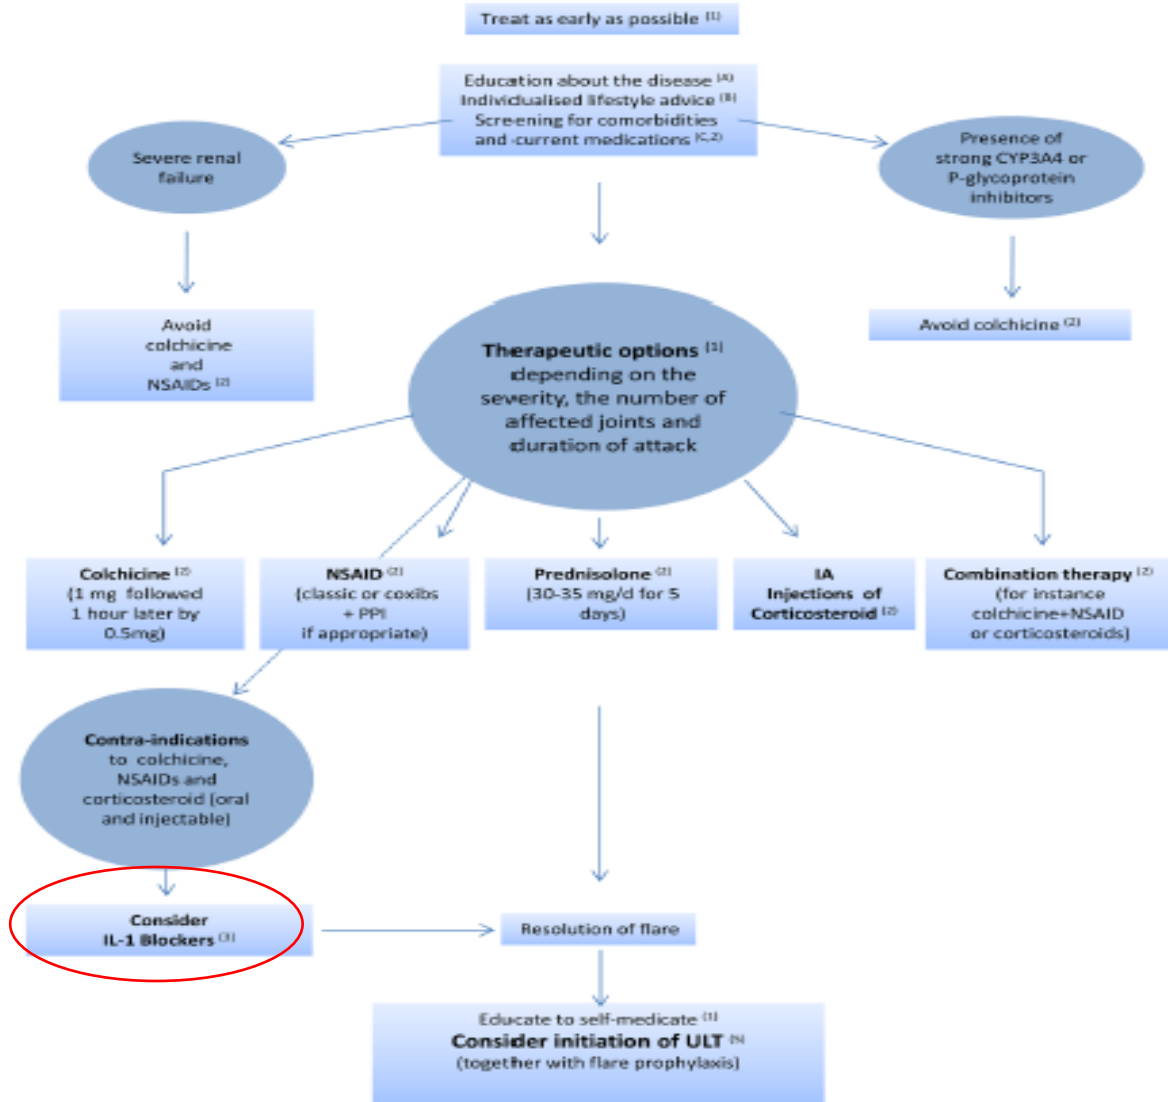 Treat as early as possible (1)
Education about the disease (A)
Individualised lifestyle advice (B)
Screening for comorbidities
and current medications (C,2)
Severe renal
failure
Presence of
strong CYP3A4 or
P-glycoprotein
inhibitors
Avoid
colchicine
and
NSAIDs (2)
Avoid colchicine (2)
Therapeutic options (1)
depending on the
severity, the number of
affected joints and
duration of attack
Colchicine (2)
(1 mg followed
1 hour later by
0.5mg)
NSAID (2)
(classic or coxibs
+ PPI
if appropriate)
Prednisolone (2)
(30-35 mg/d for 5
days)
IA
Injections of
Corticosteroid (2)
Combination therapy (2)
(for instance
colchicine+NSAID
or corticosteroids)
Contra-indications
to colchicine,
NSAIDs and
corticosteroid (oral
and injectable)
Consider
IL-1 Blockers (3)
Resolution of flare
Educate to self-medicate (1)
Consider initiation of ULT (5)
(together with flare prophylaxis)